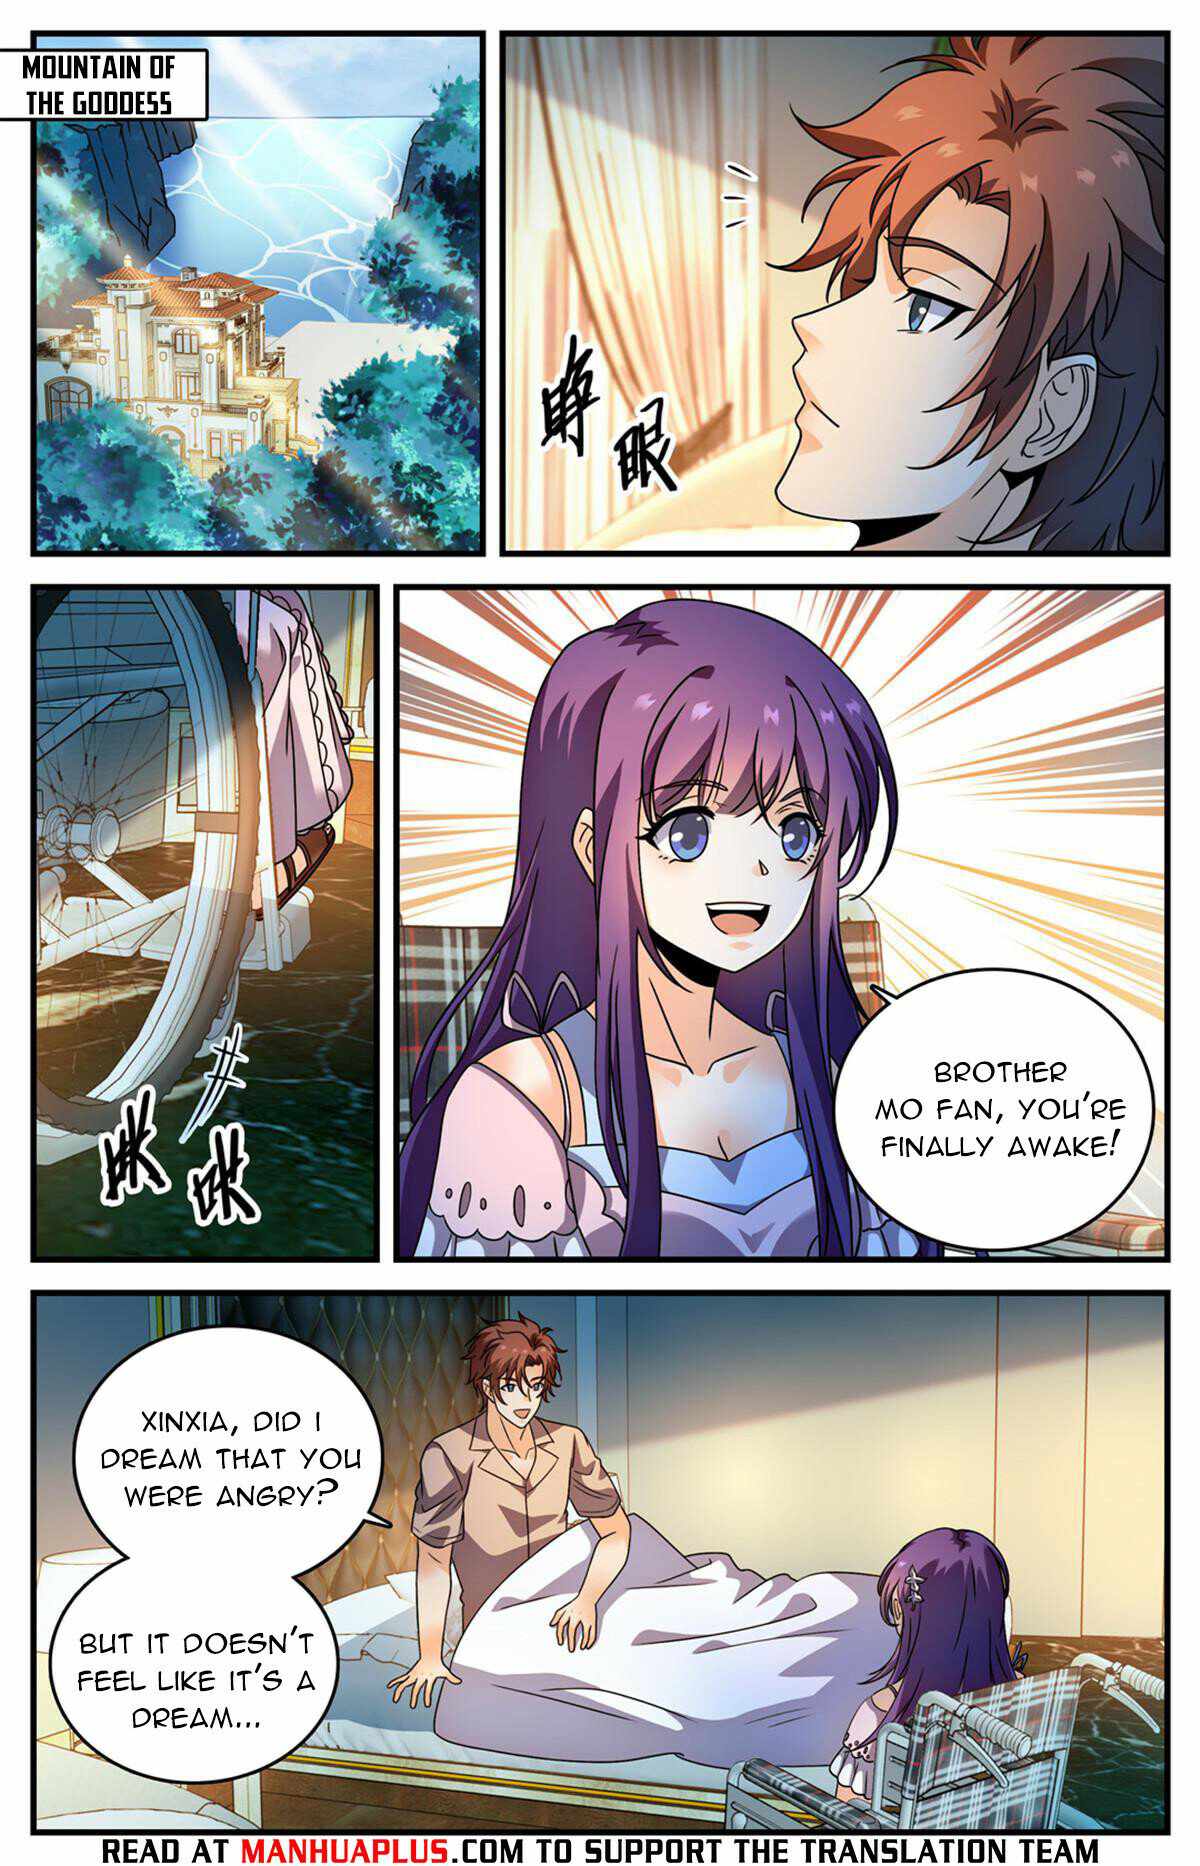 MOUNTAIN OF
THE GODDESS
睁
眼
咻
咻
BROTHER
MO FAN, YOU'RE
FINALLY AWAKE!
XINXIA, DID I
DREAM THAT YOU
WERE ANGRY?
BUT IT DOESN'T
FEEL LIKE IT'S A
DREAM...
READ AT MANHUAPLUS.COM TO SUPPORT THE TRANSLATION TEAM